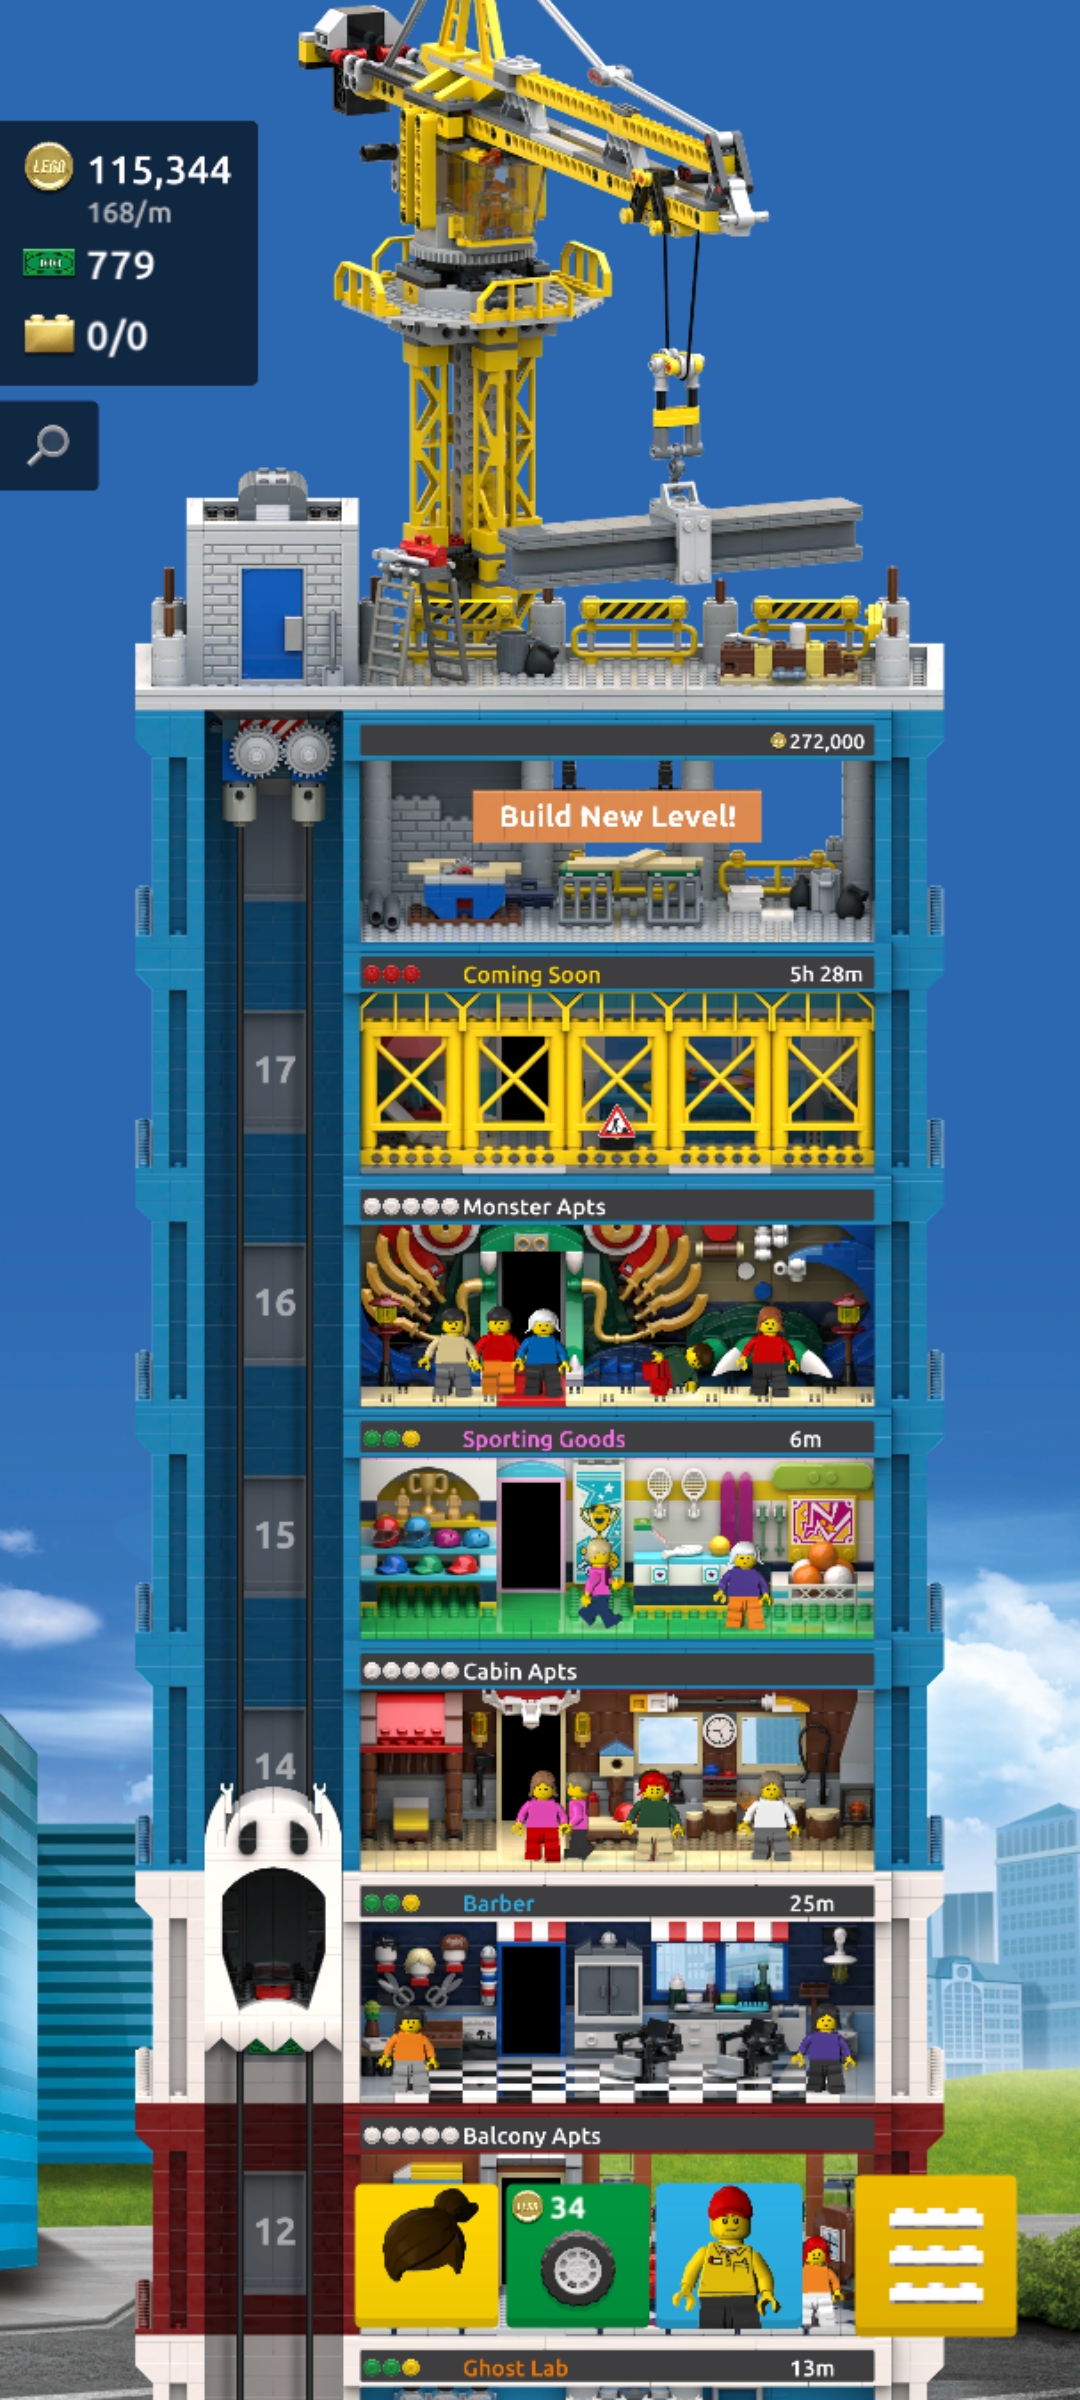 LEGO 115,344
168/m
779
0/0
272,000
Build New Level!
Coming Soon 5h 28m
17
Monster Apts
16
Sporting Goods 6m
15
Cabin Apts
14
Barber 25m
Balcony Apts
34
12
Ghost Lab 13m